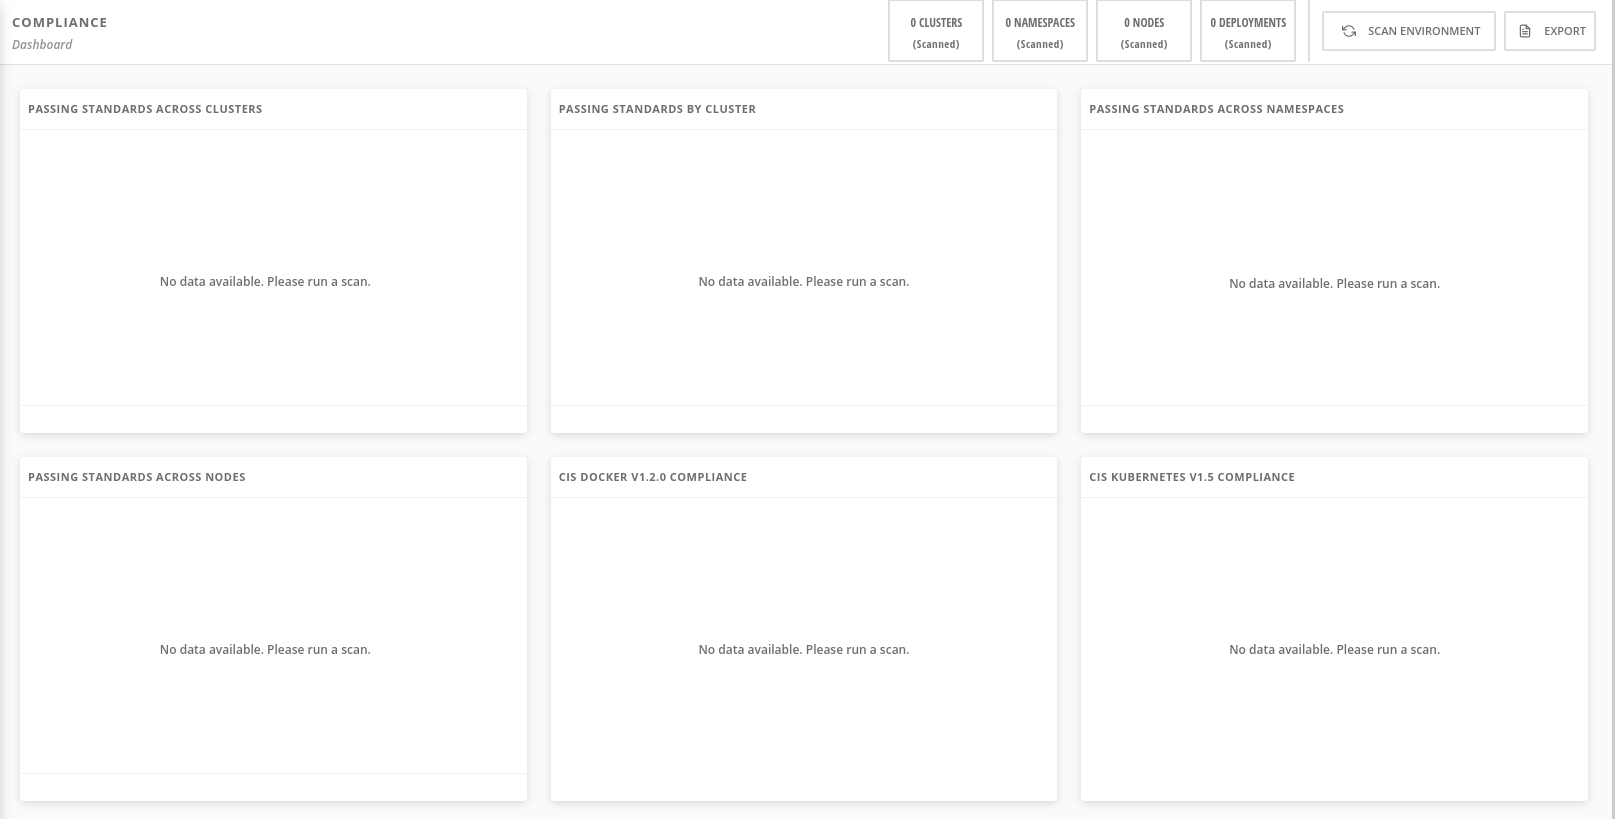 COMPLIANCE
Dashboard
0 CLUSTERS
(Scanned)
0 NAMESPACES
(Scanned)
0 NODES
(Scanned)
0 DEPLOYMENTS
(Scanned)
SCAN ENVIRONMENT
EXPORT
PASSING STANDARDS ACROSS CLUSTERS
No data available. Please run a scan.
PASSING STANDARDS BY CLUSTER
No data available. Please run a scan.
PASSING STANDARDS ACROSS NAMESPACES
No data available. Please run a scan.
PASSING STANDARDS ACROSS NODES
No data available. Please run a scan.
CIS DOCKER V1.2.0 COMPLIANCE
No data available. Please run a scan.
CIS KUBERNETES V1.5 COMPLIANCE
No data available. Please run a scan.